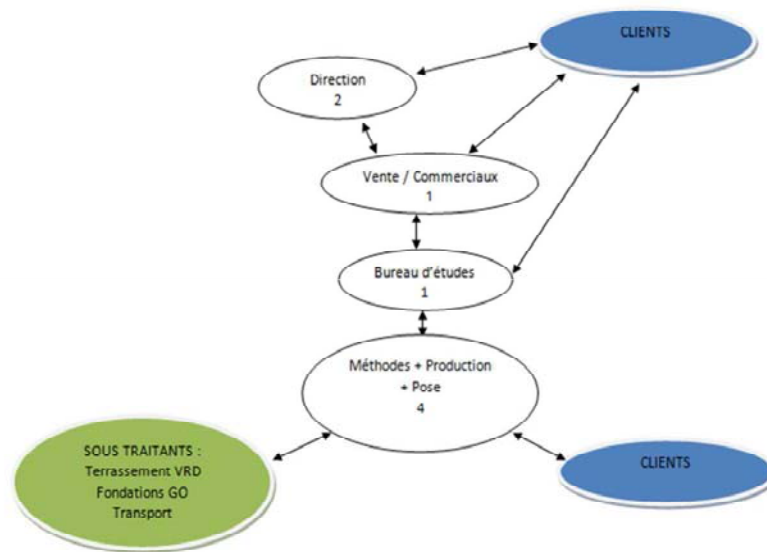 CLIENTS
Direction
2
Vente / Commerciaux
1
Bureau d'études
1
Méthodes + Production
+ Pose
4
SOUS TRAITANTS :
Terrassement VRD
Fondations GO
Transport
CLIENTS